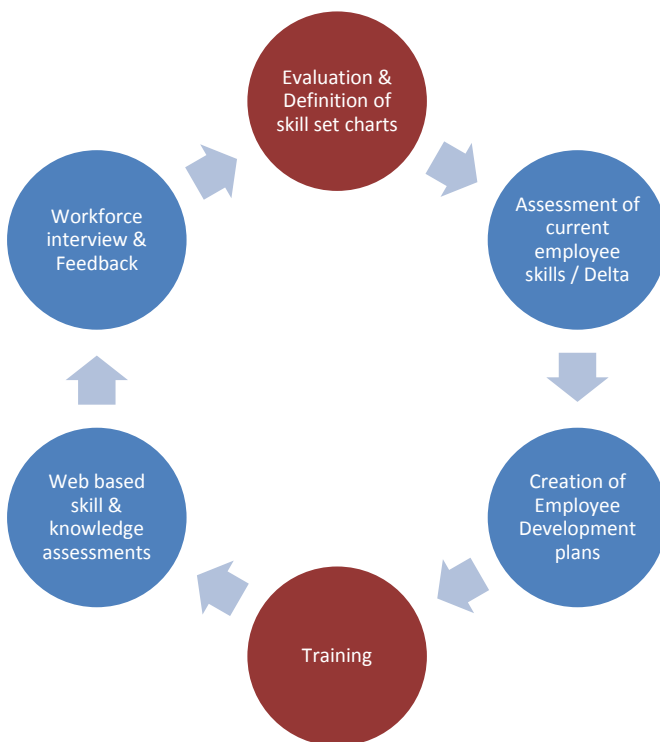 Evaluation &
Definition of
skill set charts
Assessment of
current
employee
skills / Delta
Creation of
Employee
Development
plans
Training
Web based
skill &
knowledge
assessments
Workforce
interview &
Feedback